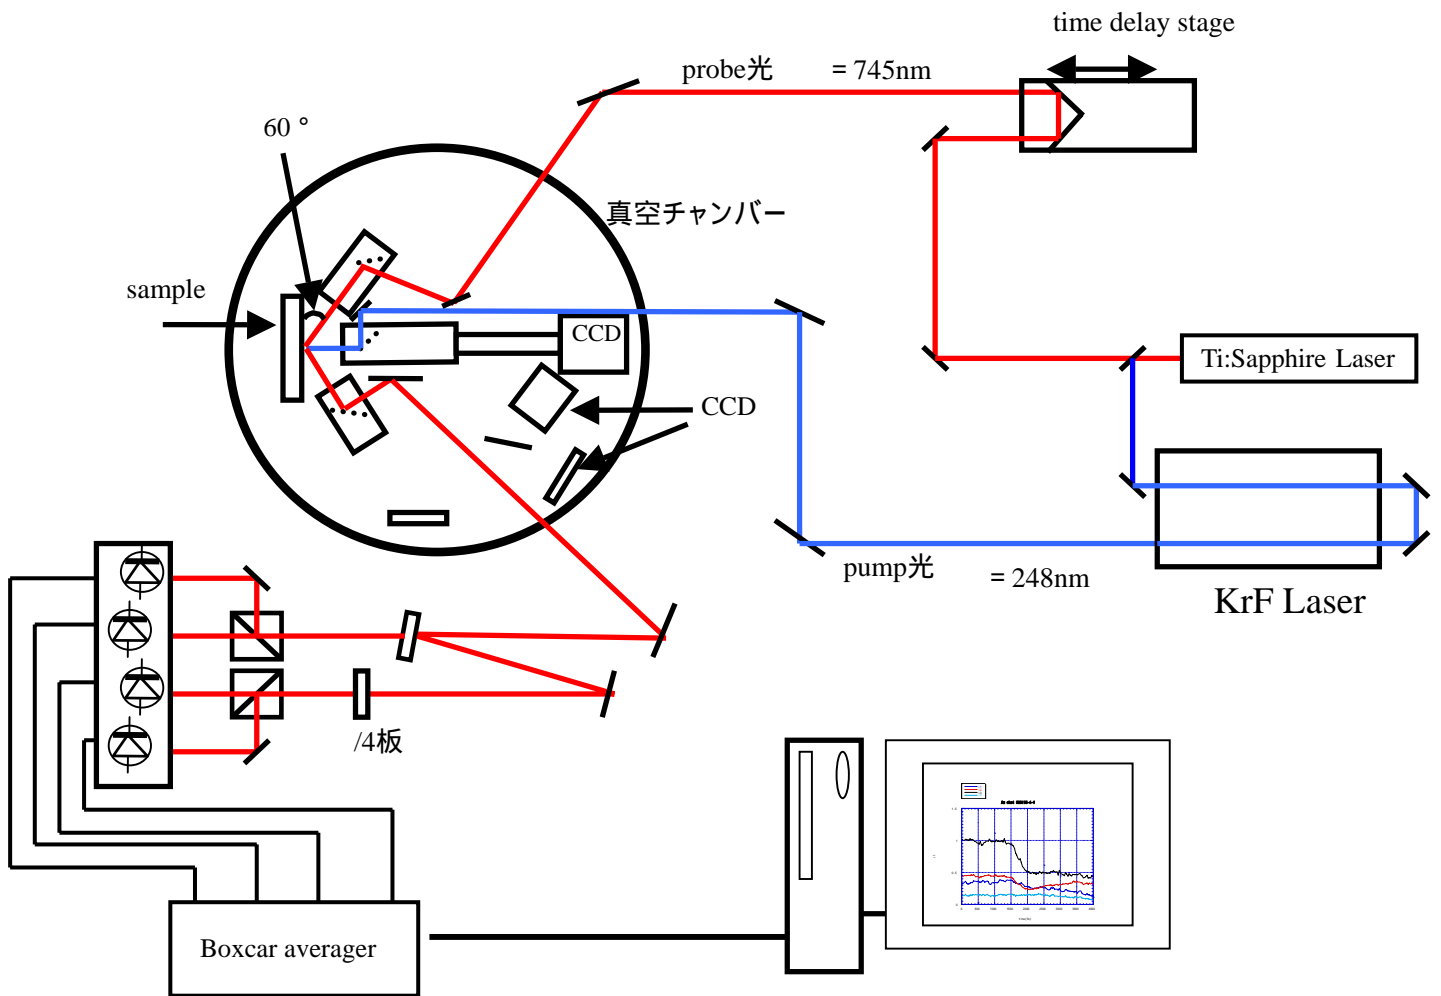 time delay stage
probe光 = 745nm
60 °
真空チャンバー
sample
CCD
Ti:Sapphire Laser
CCD
pump光 = 248nm
KrF Laser
/4板
Boxcar averager